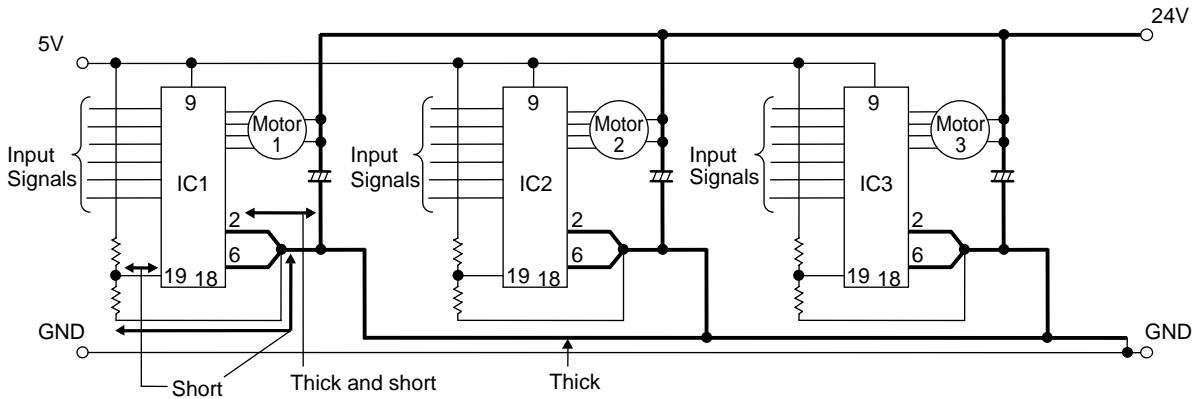 24V
5V
9
9
9
Motor
1
Motor
2
Motor
3
Input
Signals
IC1
Input
Signals
IC2
Input
Signals
IC3
2
2
2
6
6
6
19 18
19 18
19 18
GND
GND
Short
Thick and short
Thick